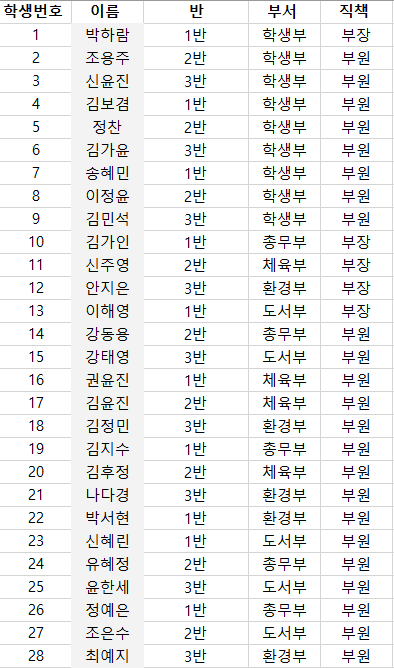 학생번호 이름 반 부서 직책
1 박하람 1반 학생부 부장
2 조용주 2반 학생부 부원
3 신윤진 3반 학생부 부원
4 김보겸 1반 학생부 부원
5 정찬 2반 학생부 부원
6 김가윤 3반 학생부 부원
7 송혜민 1반 학생부 부원
8 이정윤 2반 학생부 부원
9 김민석 3반 학생부 부원
10 김가인 1반 총무부 부장
11 신주영 2반 체육부 부장
12 안지은 3반 환경부 부장
13 이해영 1반 도서부 부장
14 강동용 2반 총무부 부원
15 강태영 3반 도서부 부원
16 권윤진 1반 체육부 부원
17 김윤진 2반 체육부 부원
18 김정민 3반 환경부 부원
19 김지수 1반 총무부 부원
20 김후정 2반 체육부 부원
21 나다경 3반 환경부 부원
22 박서현 1반 환경부 부원
23 신혜린 1반 도서부 부원
24 유혜정 2반 총무부 부원
25 윤한세 3반 도서부 부원
26 정예은 1반 총무부 부원
27 조은수 2반 도서부 부원
28 최예지 3반 환경부 부원